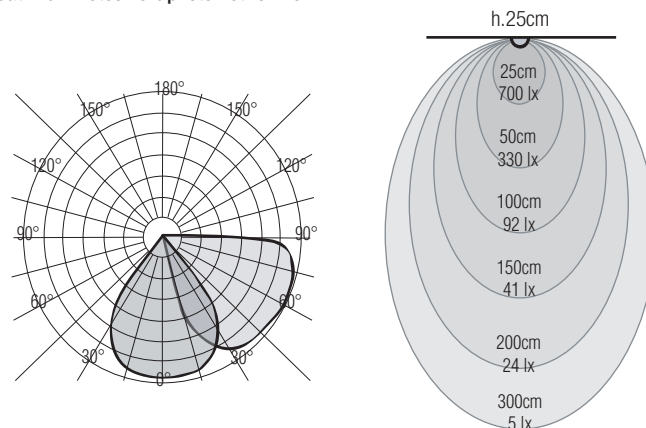 h.25cm
25cm
700 lx
50cm
330 lx
100cm
92 lx
150cm
41 lx
200cm
24 lx
300cm
5 lx
180°
150°
150°
120°
120°
90°
90°
60°
60°
30°
30°
0°